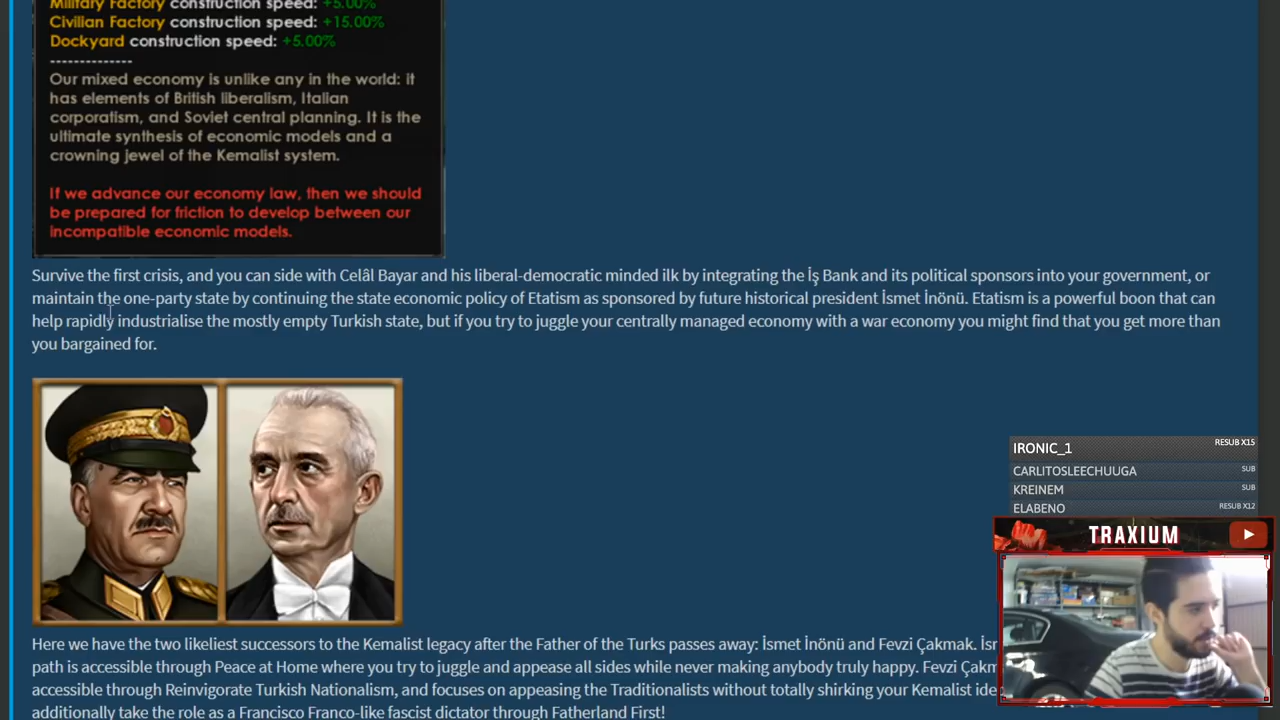 Military Factory construction speed: +5.00%
Civilian Factory construction speed: +15.00%
Dockyard construction speed: +5.00%
--------------
Our mixed economy is unlike any in the world: it
has elements of British liberalism, Italian
corporatism, and Soviet central planning. It is the
ultimate synthesis of economic models and a
crowning jewel of the Kemalist system.
If we advance our economy law, then we should
be prepared for friction to develop between our
incompatible economic models.
Survive the first crisis, and you can side with Celâl Bayar and his liberal-democratic minded ilk by integrating the İş Bank and its political sponsors into your government, or
maintain the one-party state by continuing the state economic policy of Etatism as sponsored by future historical president İsmet İnönü. Etatism is a powerful boon that can
help rapidly industrialise the mostly empty Turkish state, but if you try to juggle your centrally managed economy with a war economy you might find that you get more than
you bargained for.
IRONIC_1 RESUB X15
CARLITOSLEECHUUGA SUB
KREINEM SUB
ELABENO RESUB X12
TRAXIUM
Here we have the two likeliest successors to the Kemalist legacy after the Father of the Turks passes away: İsmet İnönü and Fevzi Çakmak.
path is accessible through Peace at Home where you try to juggle and appease all sides while never making anybody truly happy. Fevzi
accessible through Reinvigorate Turkish Nationalism, and focuses on appeasing the Traditionalists without totally shirking your Kemalist
additionally take the role as a Francisco Franco-like fascist dictator through Fatherland First!